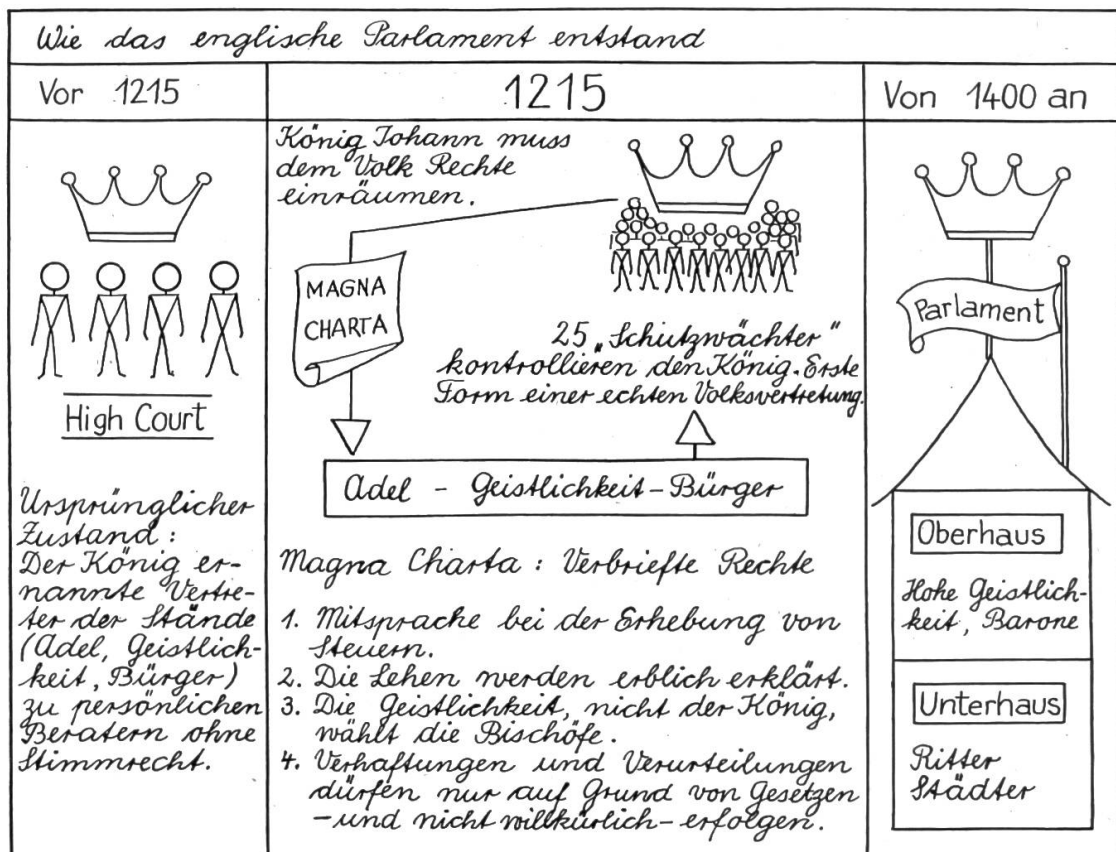 Wie das englische Parlament entstand
Vor 1215
High Court
Ursprünglicher
Zustand:
Der König er-
nannte Vertre-
ter der Stände
(Adel, Geistlich-
keit, Bürger)
zu persönlichen
Beratern ohne
Stimmrecht.
1215
König Johann muss
dem Volk Rechte
einräumen.
MAGNA
CHARTA
25 „Schutzwächter"
kontrollieren den König. Erste
Form einer echten Volksvertretung.
Adel - Geistlichkeit - Bürger
Magna Charta: Verbriefte Rechte
1. Mitsprache bei der Erhebung von
Steuern.
2. Die Lehen werden erblich erklärt.
3. Die Geistlichkeit, nicht der König,
wählt die Bischöfe.
4. Verhaftungen und Verurteilungen
dürfen nur auf Grund von Gesetzen
-und nicht willkürlich- erfolgen.
Von 1400 an
Parlament
Oberhaus
Hohe Geistlich-
keit, Barone
Unterhaus
Ritter
Städter